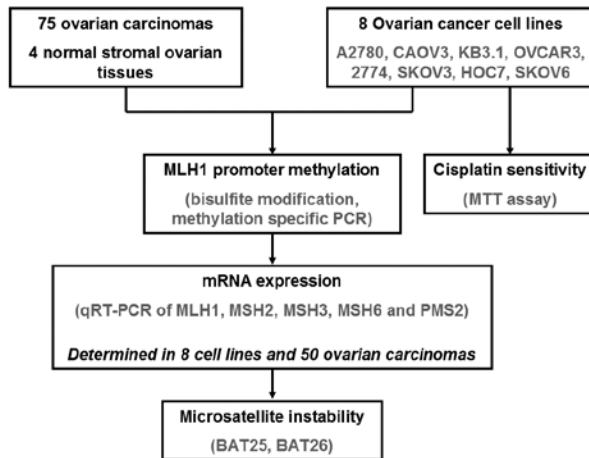 75 ovarian carcinomas
4 normal stromal ovarian
tissues
8 Ovarian cancer cell lines
A2780, CAOV3, KB3.1, OVCAR3,
2774, SKOV3, HOC7, SKOV6
MLH1 promoter methylation
(bisulfite modification,
methylation specific PCR)
Cisplatin sensitivity
(MTT assay)
mRNA expression
(qRT-PCR of MLH1, MSH2, MSH3, MSH6 and PMS2)
Determined in 8 cell lines and 50 ovarian carcinomas
Microsatellite instability
(BAT25, BAT26)